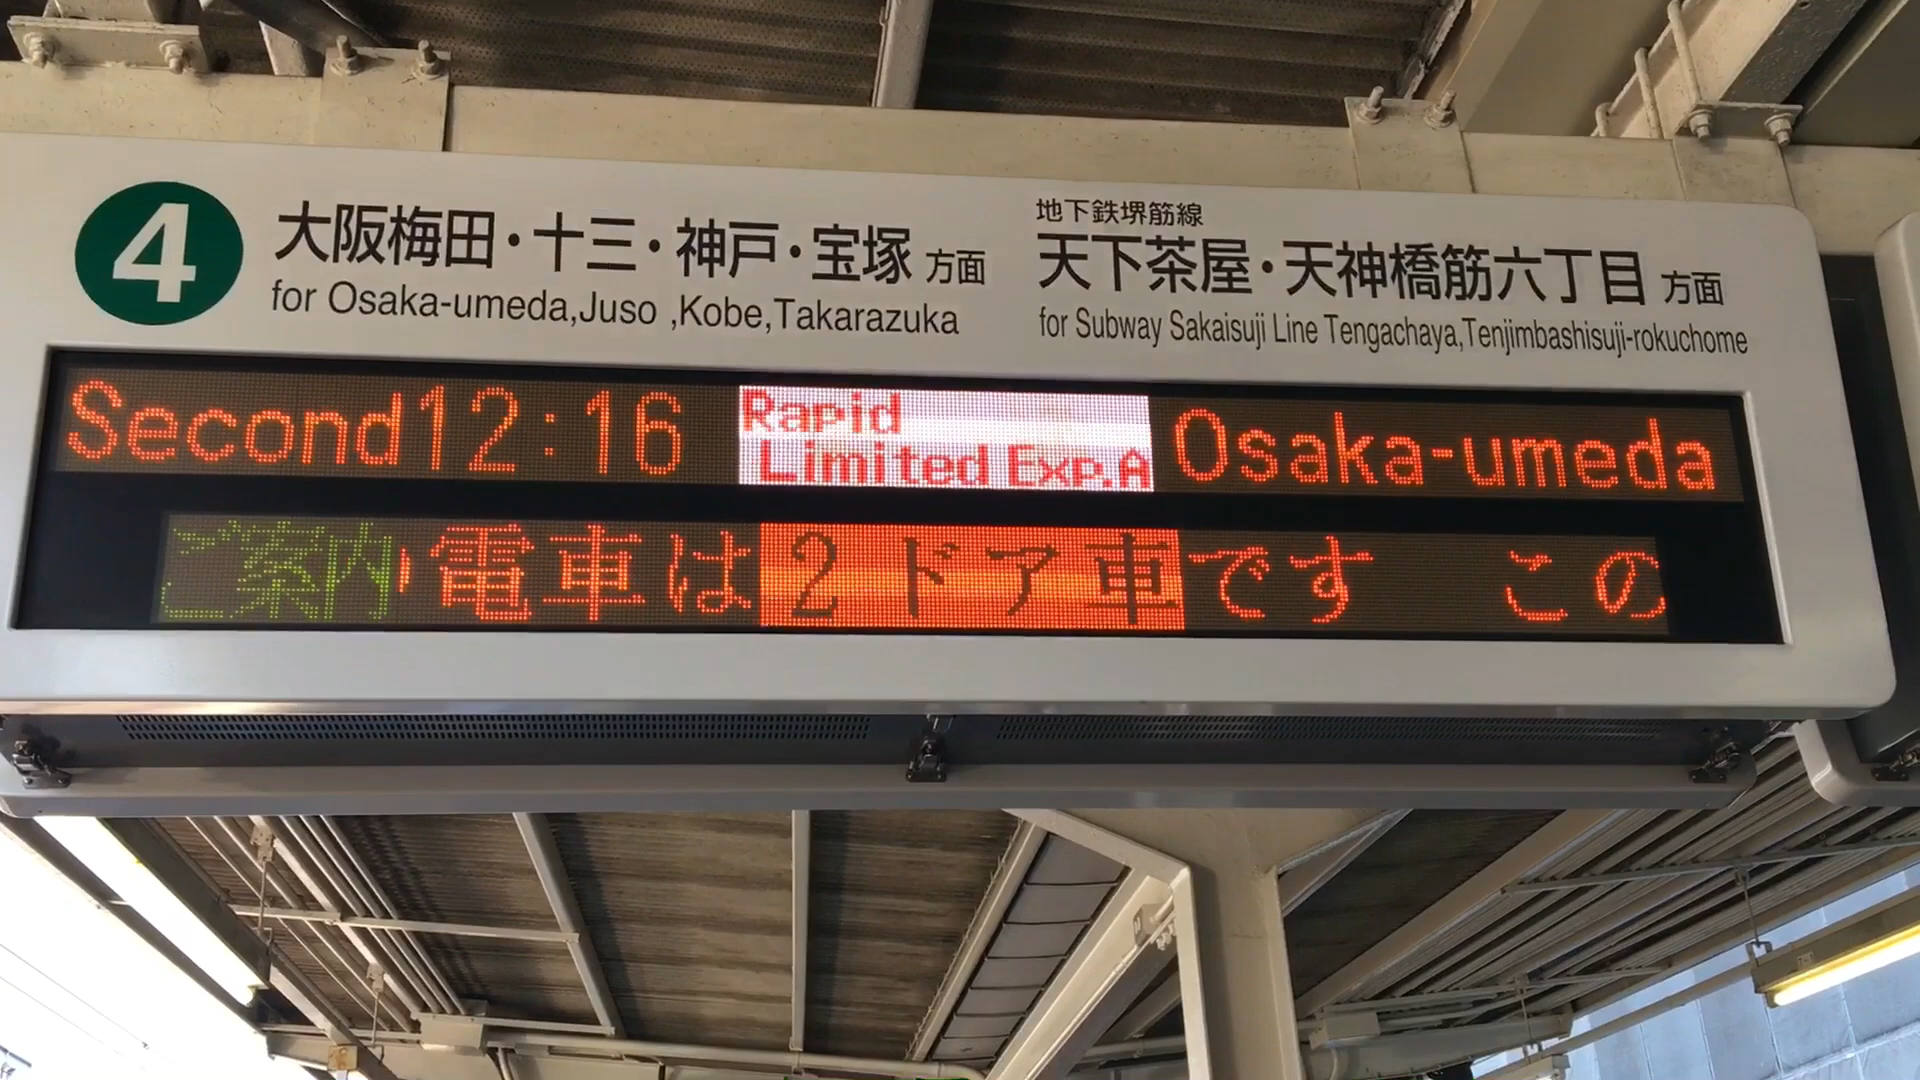 4
大阪梅田・十三・神戸・宝塚 方面
for Osaka-umeda,Juso ,Kobe,Takarazuka
地下鉄堺筋線
天下茶屋・天神橋筋六丁目 方面
for Subway Sakaisuji Line Tengachaya,Tenjimbashisuji-rokuchome
Second 12:16 Rapid Limited Exp.A Osaka-umeda
ご案内 電車は2ドア車です この